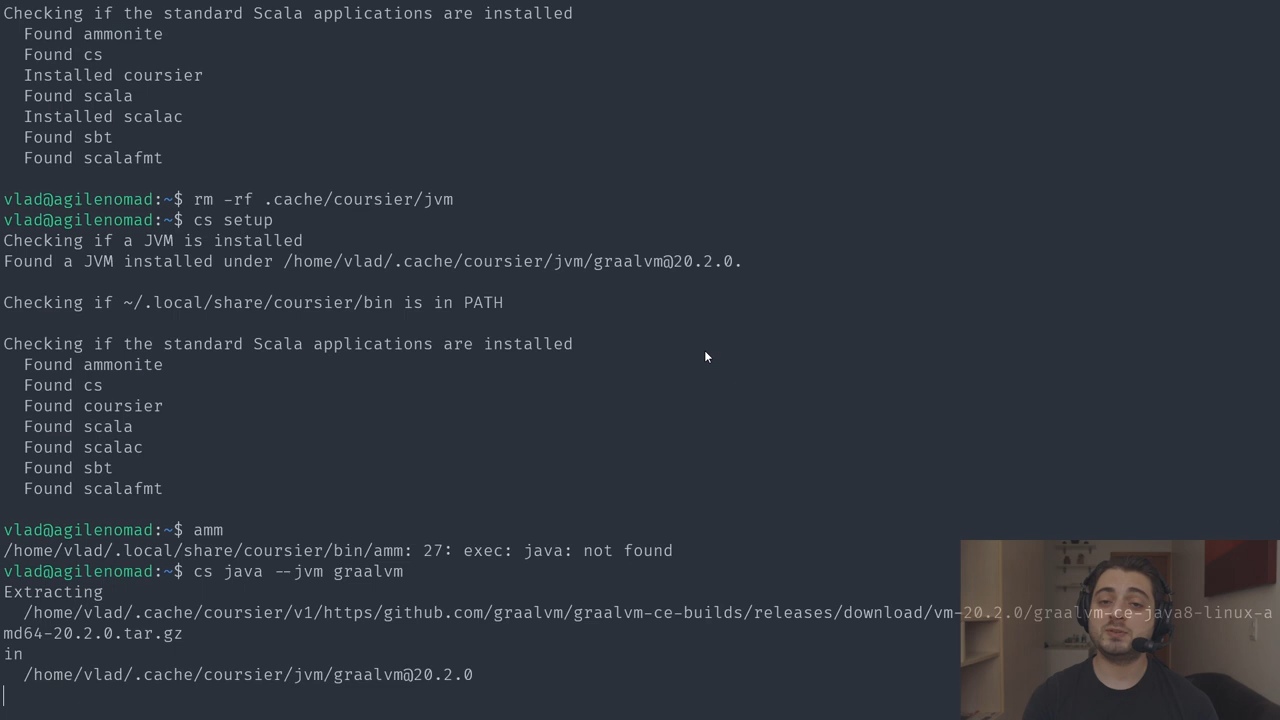 Checking if the standard Scala applications are installed
  Found ammonite
  Found cs
  Installed coursier
  Found scala
  Installed scalac
  Found sbt
  Found scalafmt
vlad@agilenomad:~$ rm -rf .cache/coursier/jvm
vlad@agilenomad:~$ cs setup
Checking if a JVM is installed
Found a JVM installed under /home/vlad/.cache/coursier/jvm/graalvm@20.2.0.
Checking if ~/.local/share/coursier/bin is in PATH
Checking if the standard Scala applications are installed
  Found ammonite
  Found cs
  Found coursier
  Found scala
  Found scalac
  Found sbt
  Found scalafmt
vlad@agilenomad:~$ amm
/home/vlad/.local/share/coursier/bin/amm: 27: exec: java: not found
vlad@agilenomad:~$ cs java --jvm graalvm
Extracting
  /home/vlad/.cache/coursier/v1/https/github.com/graalvm/graalvm-ce-builds/releases/download/vm-20.2.0/graalvm-ce-java8-linux-a
md64-20.2.0.tar.gz
in
  /home/vlad/.cache/coursier/jvm/graalvm@20.2.0